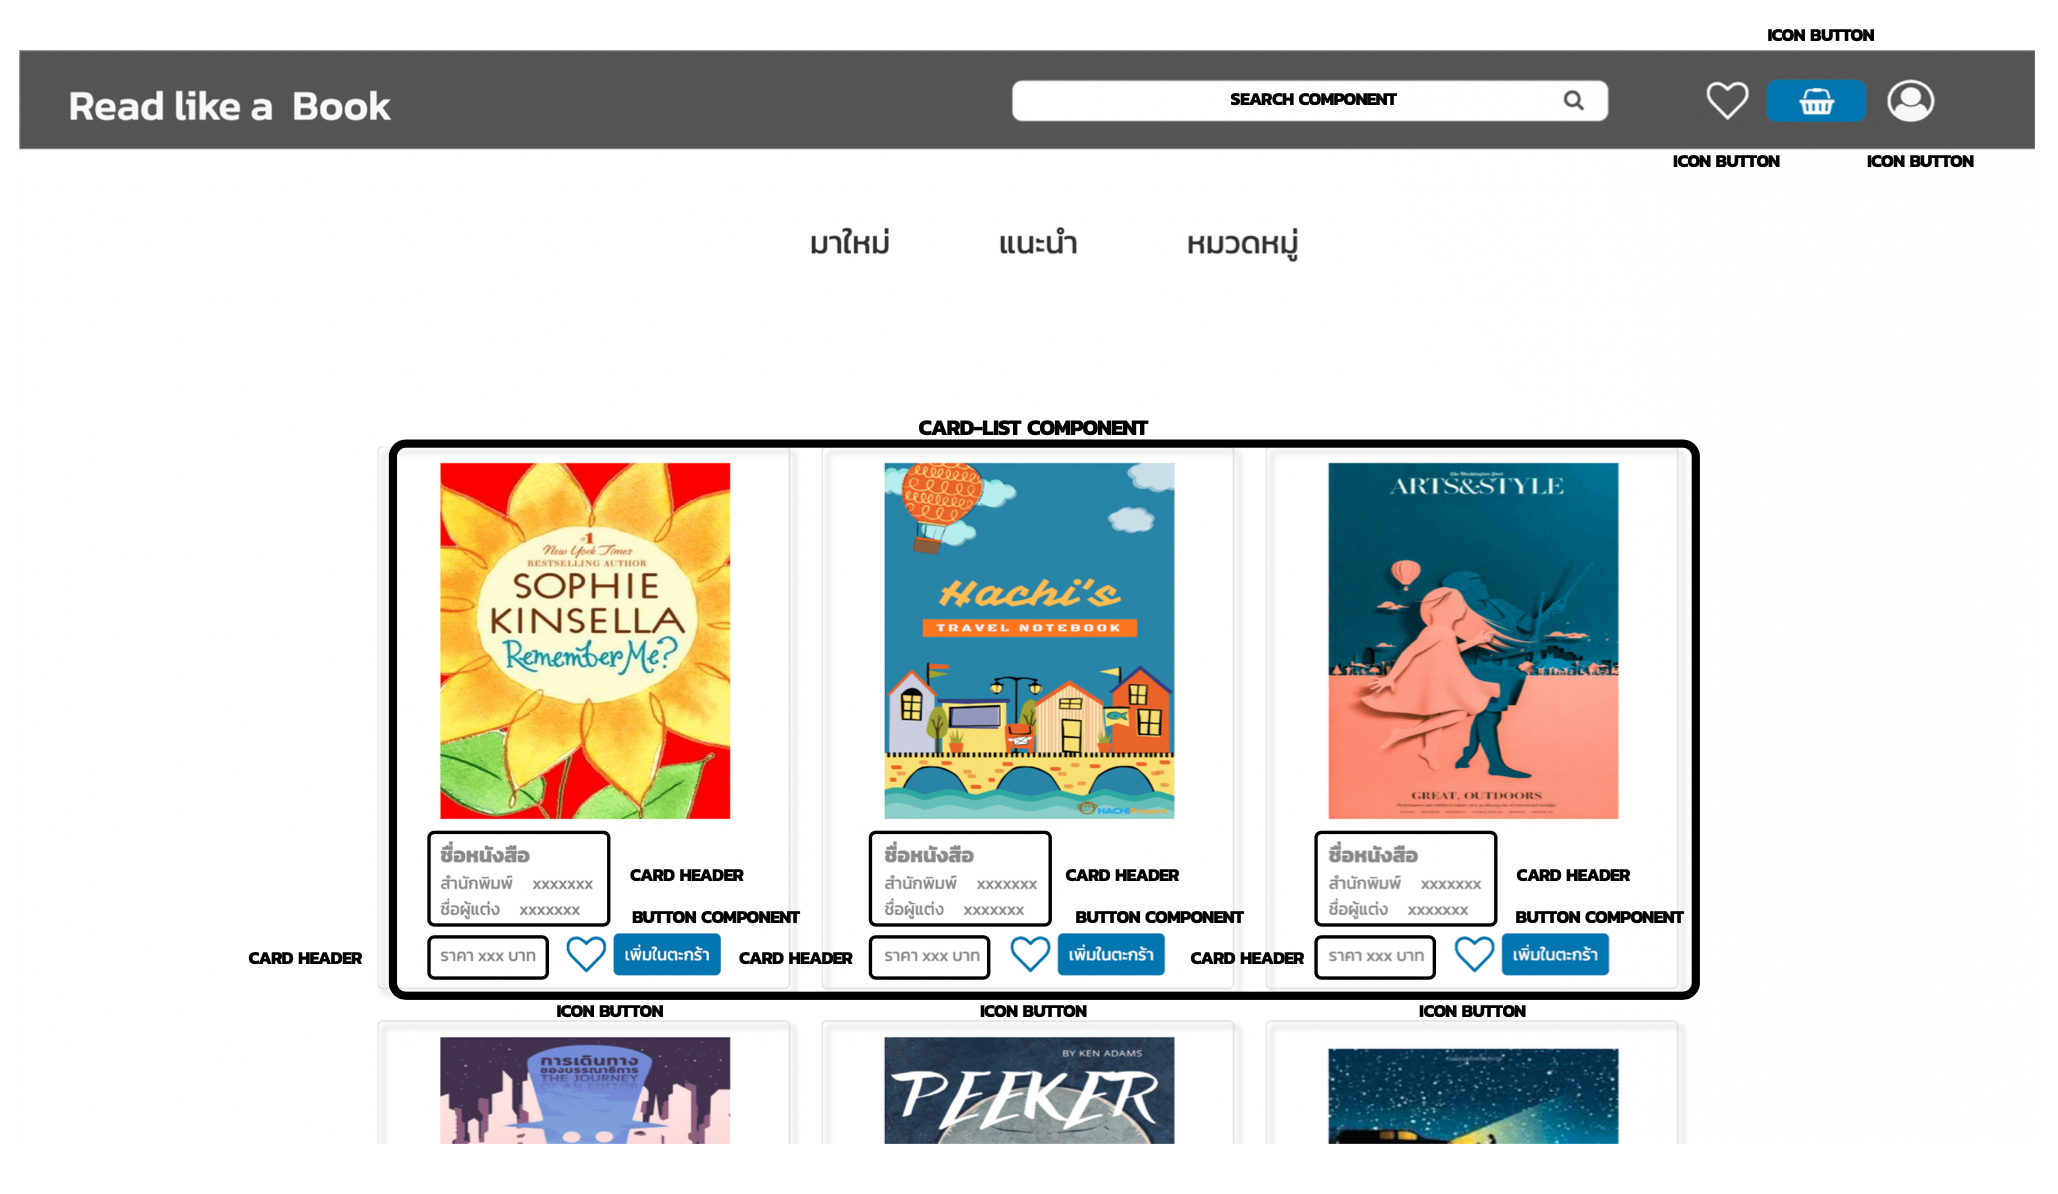 ICON BUTTON
Read like a Book
SEARCH COMPONENT
ICON BUTTON
ICON BUTTON
มาใหม่
แนะนำ
หมวดหมู่
CARD-LIST COMPONENT
#1
New York Times
BESTSELLING AUTHOR
SOPHIE
KINSELLA
Remember Me?
Hachi's
TRAVEL NOTEBOOK
The Washington Post
ARTS&STYLE
GREAT, OUTDOORS
ชื่อหนังสือ
สำนักพิมพ์ xxxxxxx
ชื่อผู้แต่ง xxxxxxx
CARD HEADER
BUTTON COMPONENT
CARD HEADER
ราคา xxx บาท
เพิ่มในตะกร้า
ICON BUTTON
ชื่อหนังสือ
สำนักพิมพ์ xxxxxxx
ชื่อผู้แต่ง xxxxxxx
CARD HEADER
BUTTON COMPONENT
CARD HEADER
ราคา xxx บาท
เพิ่มในตะกร้า
ICON BUTTON
ชื่อหนังสือ
สำนักพิมพ์ xxxxxxx
ชื่อผู้แต่ง xxxxxxx
CARD HEADER
BUTTON COMPONENT
CARD HEADER
ราคา xxx บาท
เพิ่มในตะกร้า
ICON BUTTON
การเดินทาง
ของบรรณาธิการ
THE JOURNEY
OF AN EDITOR
BY KEN ADAMS
PEEKER